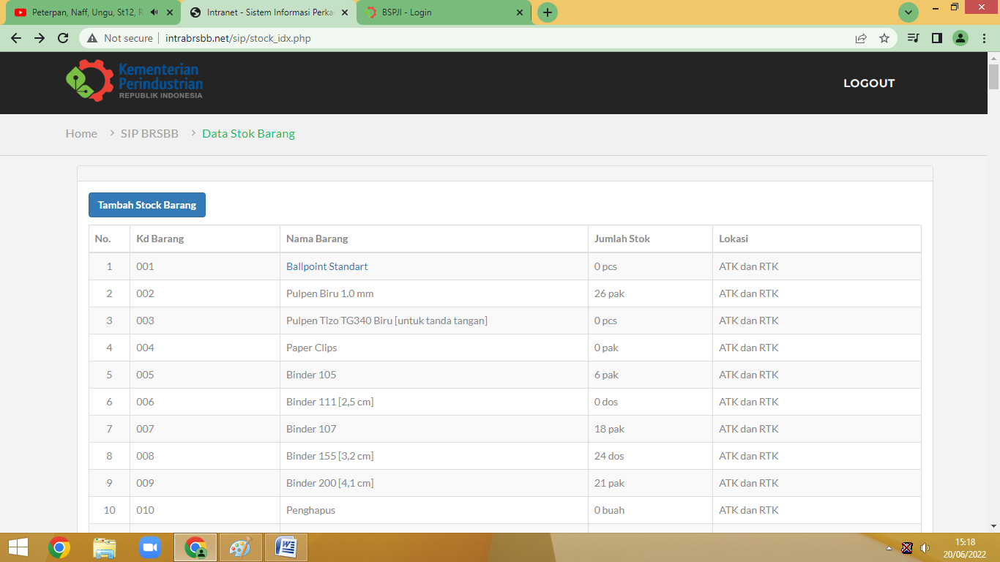 Peterpan, Naff, Ungu, St12, R
Intranet - Sistem Informasi Perka
BSPJI - Login
Not secure
intrabrsbb.net/sip/stock_idx.php
Kementerian
Perindustrian
REPUBLIK INDONESIA
LOGOUT
Home > SIP BRSBB > Data Stok Barang
Tambah Stock Barang
No. Kd Barang Nama Barang Jumlah Stok Lokasi
1 001 Ballpoint Standart 0 pcs ATK dan RTK
2 002 Pulpen Biru 1.0 mm 26 pak ATK dan RTK
3 003 Pulpen Tizo TG340 Biru [untuk tanda tangan] 0 pcs ATK dan RTK
4 004 Paper Clips 0 pak ATK dan RTK
5 005 Binder 105 6 pak ATK dan RTK
6 006 Binder 111 [2,5 cm] 0 dos ATK dan RTK
7 007 Binder 107 18 pak ATK dan RTK
8 008 Binder 155 [3,2 cm] 24 dos ATK dan RTK
9 009 Binder 200 [4,1 cm] 21 pak ATK dan RTK
10 010 Penghapus 0 buah ATK dan RTK
15:18
20/06/2022